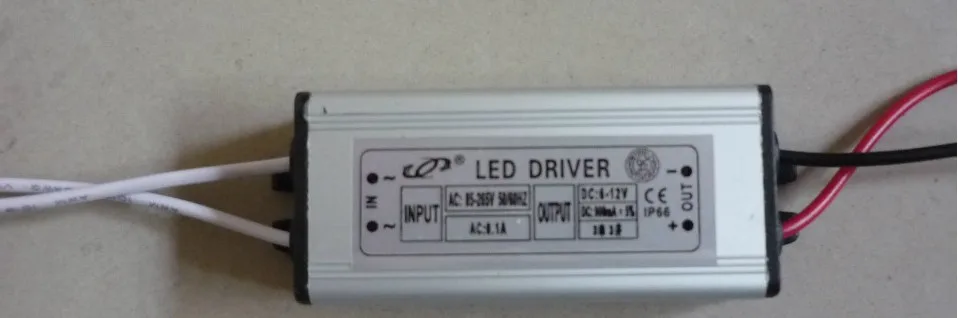 ® LED DRIVER
IN ~ ~
INPUT
AC: 85-265V 50/60HZ
AC:0.1A
OUTPUT
DC:6-12V
CE
IP66
- + OUT